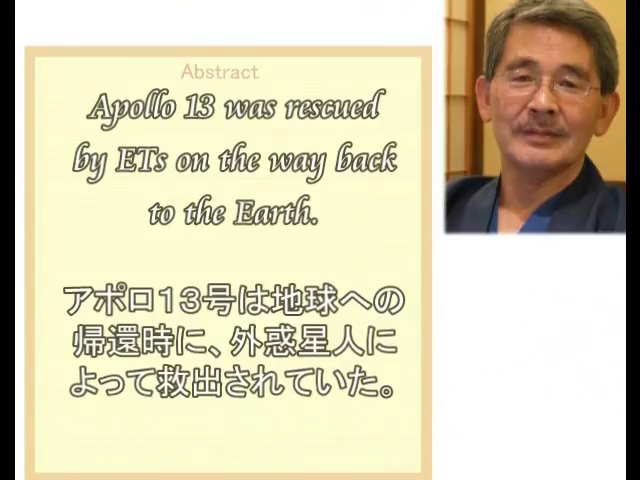 Abstract
Apollo 13 was rescued
by ETs on the way back
to the Earth.
アポロ１３号は地球への
帰還時に、外惑星人に
よって救出されていた。